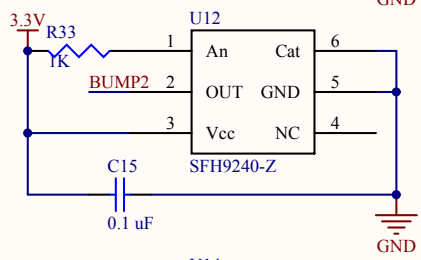 GND
3.3V
U12
R33
1K
1
An
Cat
6
BUMP2
2
OUT
GND
5
3
Vcc
NC
4
SFH9240-Z
C15
0.1 uF
GND